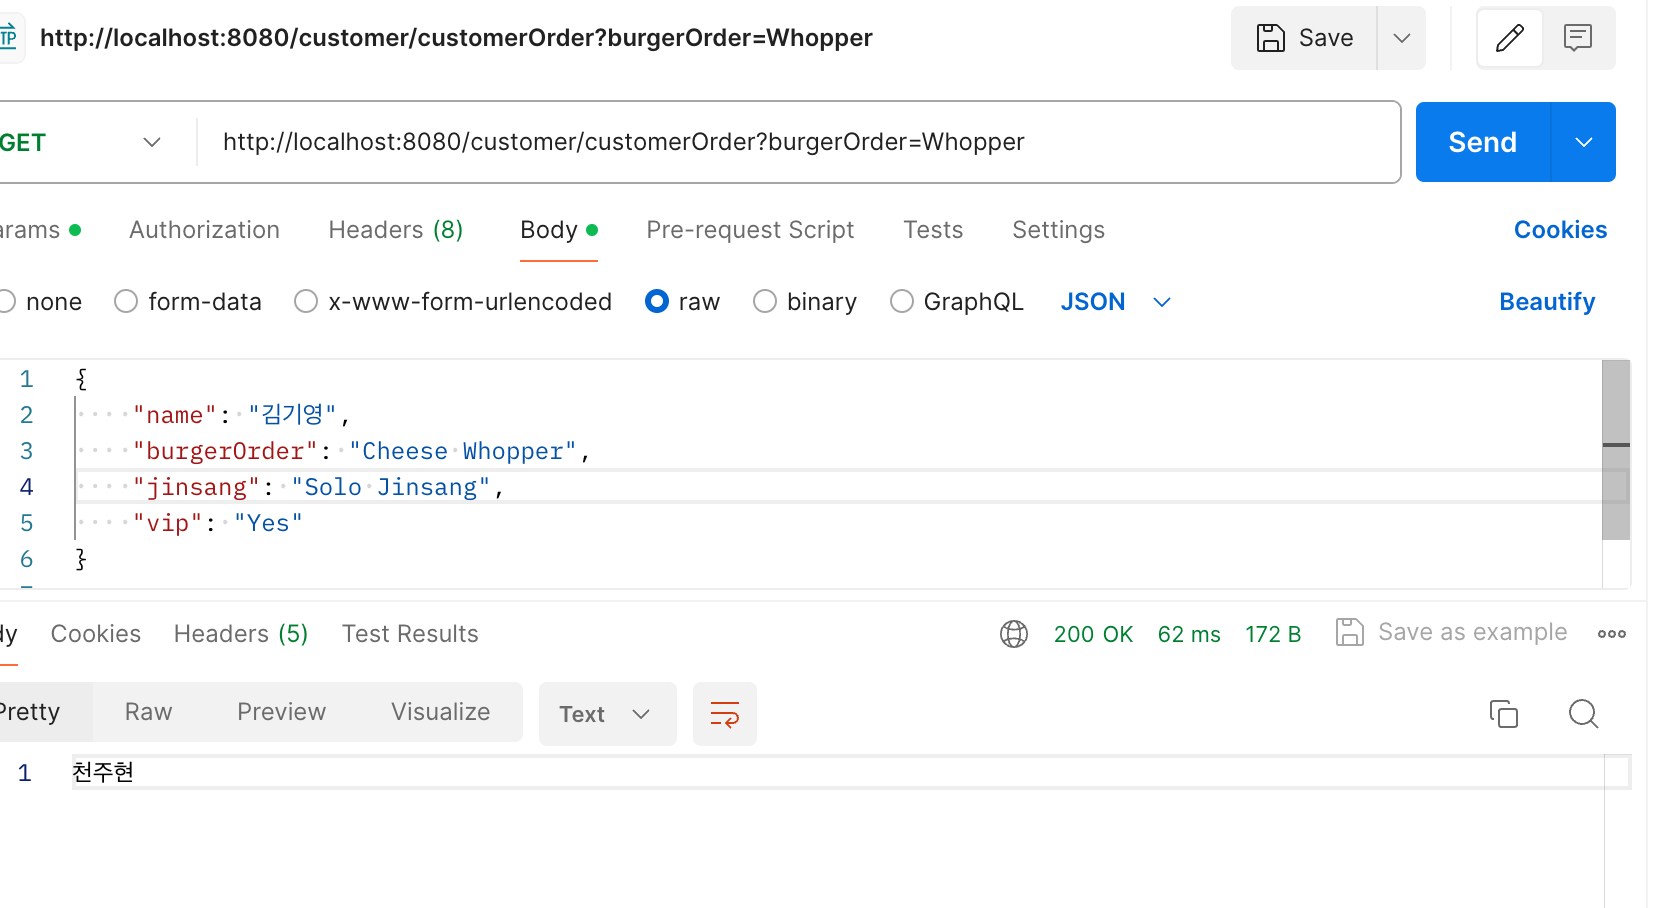 TP http://localhost:8080/customer/customerOrder?burgerOrder=Whopper Save
GET http://localhost:8080/customer/customerOrder?burgerOrder=Whopper Send
arams Authorization Headers (8) Body Pre-request Script Tests Settings Cookies
none form-data x-www-form-urlencoded raw binary GraphQL JSON Beautify
1 {
2 "name": "김기영",
3 "burgerOrder": "Cheese Whopper",
4 "jinsang": "Solo Jinsang",
5 "vip": "Yes"
6 }
dy Cookies Headers (5) Test Results 200 OK 62 ms 172 B Save as example
Pretty Raw Preview Visualize Text
1 천주현